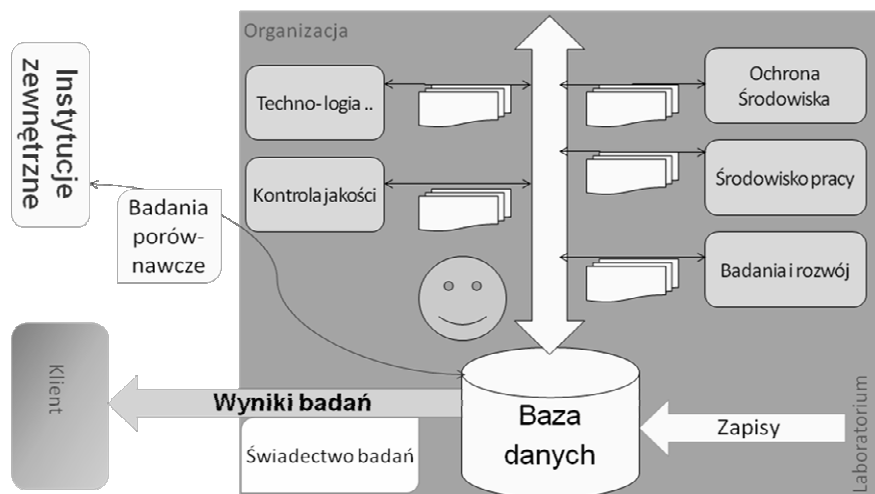 Organizacja
Instytucje
zewnętrzne
Techno- logia ..
Ochrona
Środowiska
Kontrola jakości
Środowisko pracy
Badania
porów-
nawcze
Badania i rozwój
Klient
Wyniki badań
Baza
danych
Zapisy
Świadectwo badań
Laboratorium